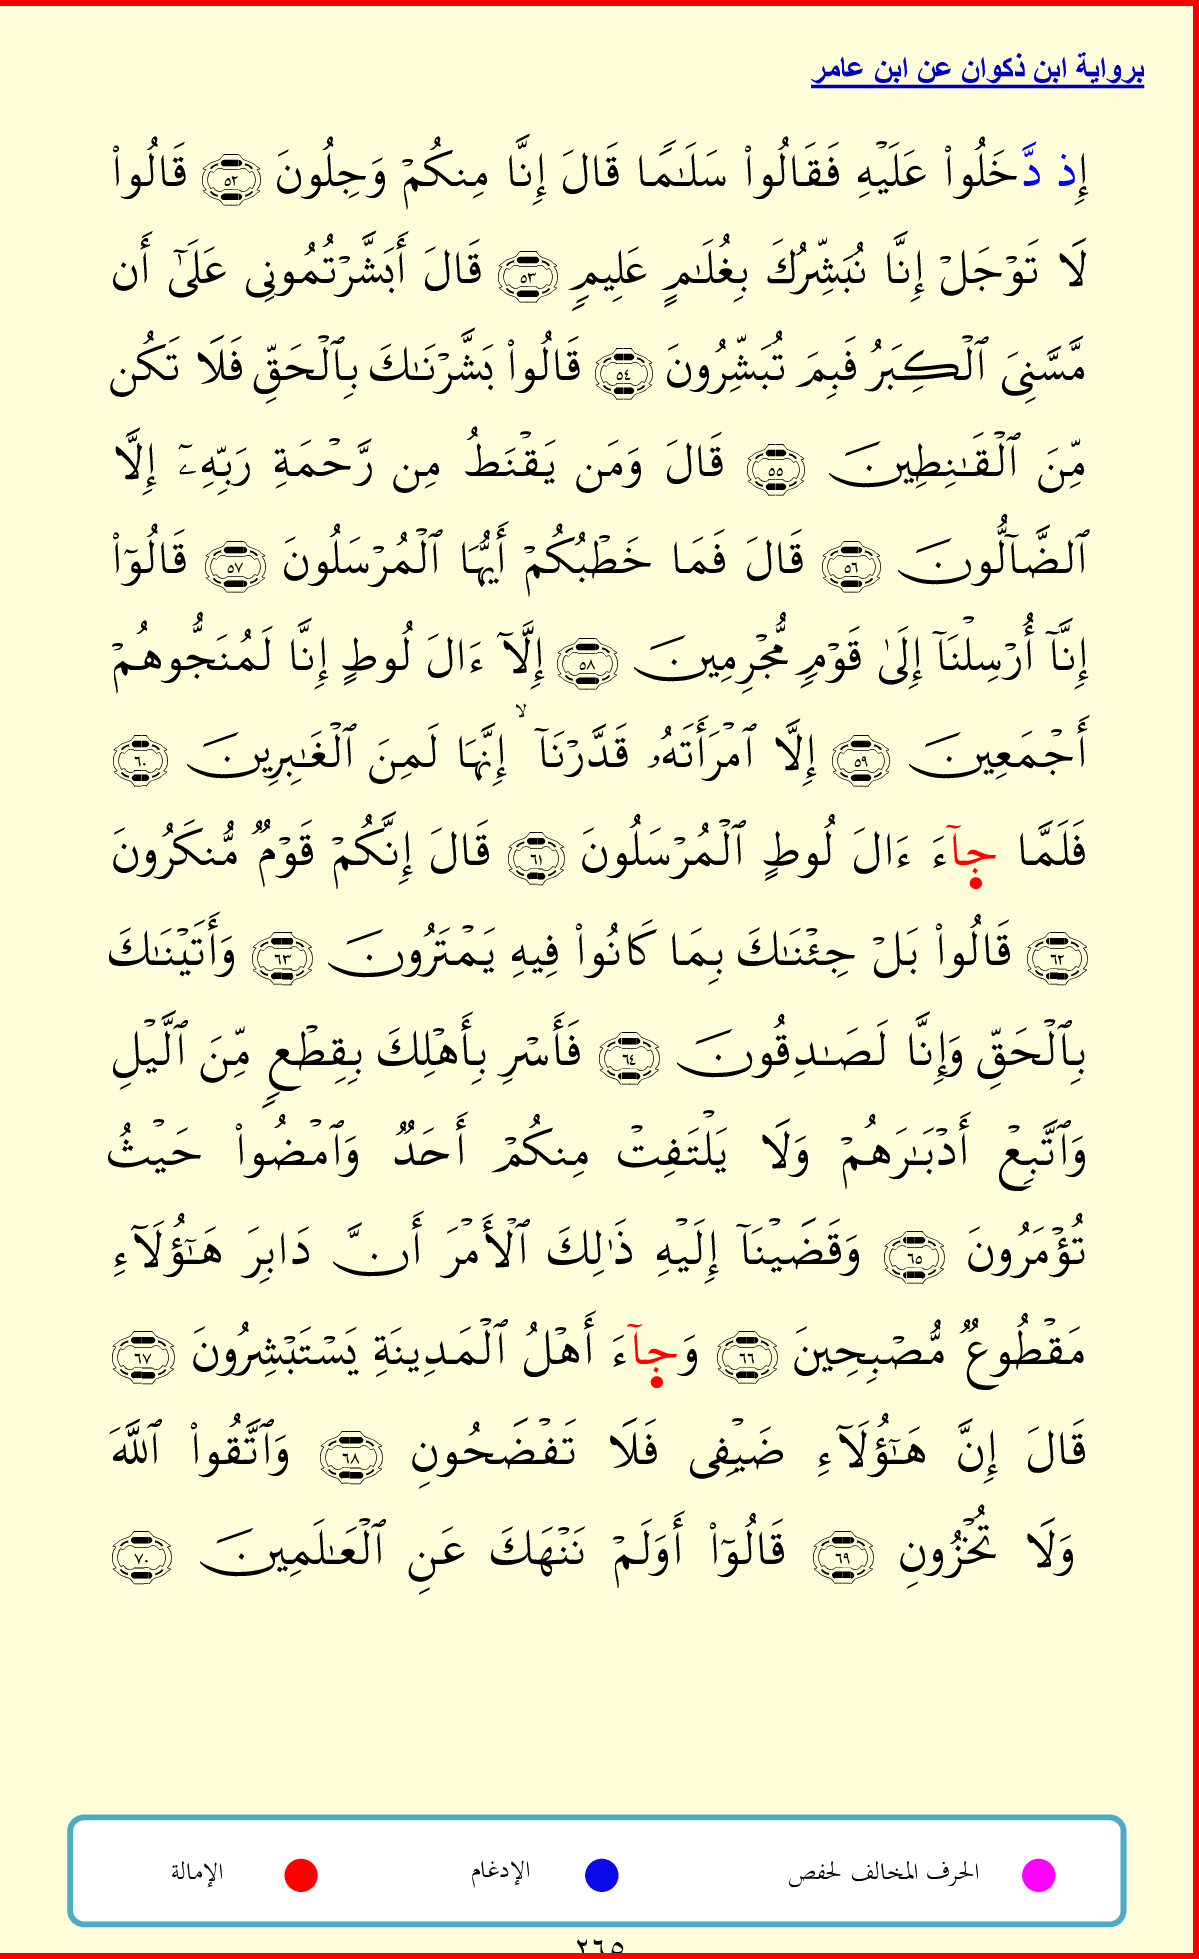 برواية ابن ذكوان عن ابن عامر
إِذ دَّخَلُواْ عَلَيۡهِ فَقَالُواْ سَلَٰمٗا قَالَ إِنَّا مِنكُمۡ وَجِلُونَ ٥٢ قَالُواْ
لَا تَوۡجَلۡ إِنَّا نُبَشِّرُكَ بِغُلَٰمٍ عَلِيمٖ ٥٣ قَالَ أَبَشَّرۡتُمُونِي عَلَىٰٓ أَن
مَّسَّنِيَ ٱلۡكِبَرُ فَبِمَ تُبَشِّرُونَ ٥٤ قَالُواْ بَشَّرۡنَٰكَ بِٱلۡحَقِّ فَلَا تَكُن
مِّنَ ٱلۡقَٰنِطِينَ ٥٥ قَالَ وَمَن يَقۡنَطُ مِن رَّحۡمَةِ رَبِّهِۦٓ إِلَّا
ٱلضَّآلُّونَ ٥٦ قَالَ فَمَا خَطۡبُكُمۡ أَيُّهَا ٱلۡمُرۡسَلُونَ ٥٧ قَالُوٓاْ
إِنَّآ أُرۡسِلۡنَآ إِلَىٰ قَوۡمٖ مُّجۡرِمِينَ ٥٨ إِلَّآ ءَالَ لُوطٍ إِنَّا لَمُنَجُّوهُمۡ
أَجۡمَعِينَ ٥٩ إِلَّا ٱمۡرَأَتَهُۥ قَدَّرۡنَآ ۙ إِنَّهَا لَمِنَ ٱلۡغَٰبِرِينَ ٦٠
فَلَمَّا جَآءَ ءَالَ لُوطٍ ٱلۡمُرۡسَلُونَ ٦١ قَالَ إِنَّكُمۡ قَوۡمٞ مُّنكَرُونَ
٦٢ قَالُواْ بَلۡ جِئۡنَٰكَ بِمَا كَانُواْ فِيهِ يَمۡتَرُونَ ٦٣ وَأَتَيۡنَٰكَ
بِٱلۡحَقِّ وَإِنَّا لَصَٰدِقُونَ ٦٤ فَأَسۡرِ بِأَهۡلِكَ بِقِطۡعٖ مِّنَ ٱلَّيۡلِ
وَٱتَّبِعۡ أَدۡبَٰرَهُمۡ وَلَا يَلۡتَفِتۡ مِنكُمۡ أَحَدٞ وَٱمۡضُواْ حَيۡثُ
تُؤۡمَرُونَ ٦٥ وَقَضَيۡنَآ إِلَيۡهِ ذَٰلِكَ ٱلۡأَمۡرَ أَنَّ دَابِرَ هَٰٓؤُلَآءِ
مَقۡطُوعٞ مُّصۡبِحِينَ ٦٦ وَجَآءَ أَهۡلُ ٱلۡمَدِينَةِ يَسۡتَبۡشِرُونَ ٦٧
قَالَ إِنَّ هَٰٓؤُلَآءِ ضَيۡفِي فَلَا تَفۡضَحُونِ ٦٨ وَٱتَّقُواْ ٱللَّهَ
وَلَا تُخۡزُونِ ٦٩ قَالُوٓاْ أَوَلَمۡ نَنۡهَكَ عَنِ ٱلۡعَٰلَمِينَ ٧٠
الحرف المخالف لحفص الإدغام الإمالة
٢٦٥